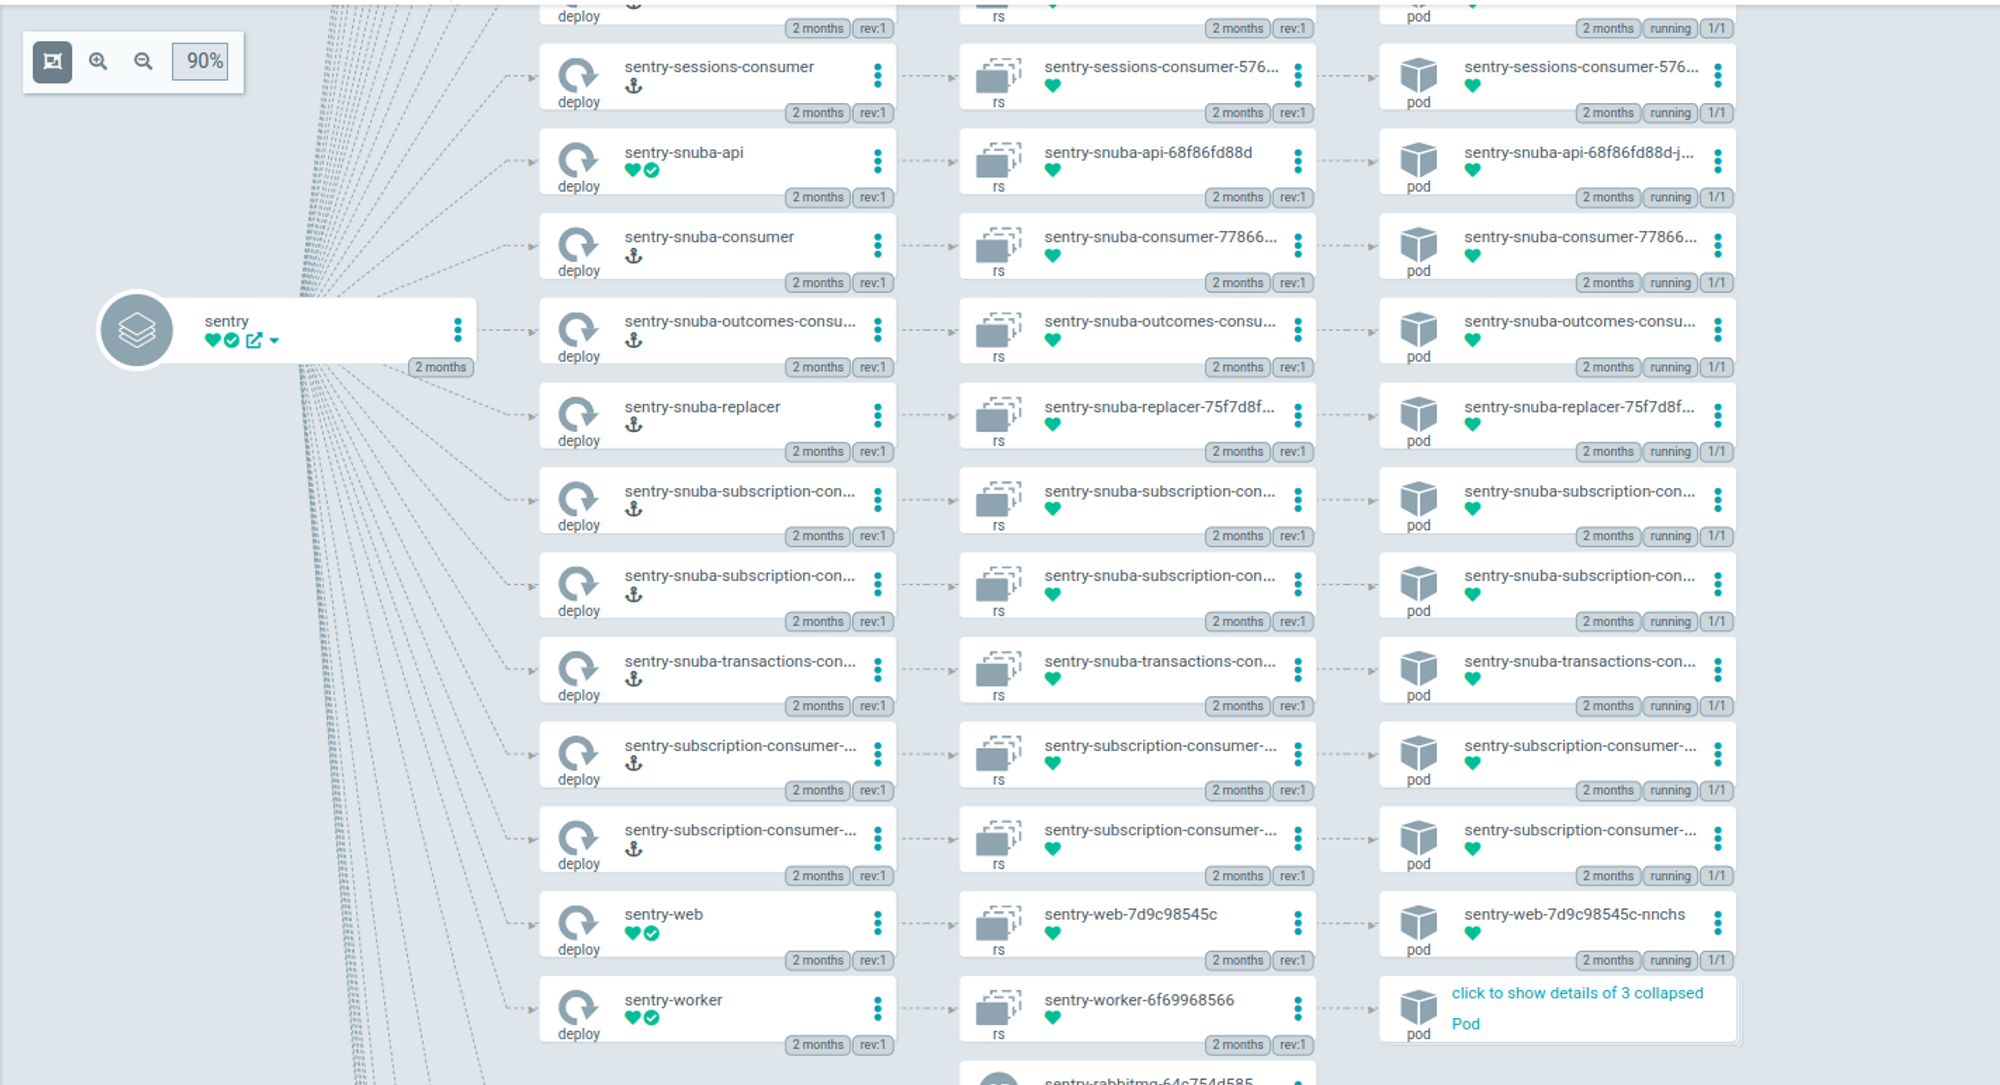 deploy
2 months rev:1
rs
2 months rev:1
pod
2 months running 1/1
90%
sentry-sessions-consumer
deploy
2 months rev:1
sentry-sessions-consumer-576...
rs
2 months rev:1
sentry-sessions-consumer-576...
pod
2 months running 1/1
sentry-snuba-api
deploy
2 months rev:1
sentry-snuba-api-68f86fd88d
rs
2 months rev:1
sentry-snuba-api-68f86fd88d-j...
pod
2 months running 1/1
sentry-snuba-consumer
deploy
2 months rev:1
sentry-snuba-consumer-77866...
rs
2 months rev:1
sentry-snuba-consumer-77866...
pod
2 months running 1/1
sentry
2 months
sentry-snuba-outcomes-consu...
deploy
2 months rev:1
sentry-snuba-outcomes-consu...
rs
2 months rev:1
sentry-snuba-outcomes-consu...
pod
2 months running 1/1
sentry-snuba-replacer
deploy
2 months rev:1
sentry-snuba-replacer-75f7d8f...
rs
2 months rev:1
sentry-snuba-replacer-75f7d8f...
pod
2 months running 1/1
sentry-snuba-subscription-con...
deploy
2 months rev:1
sentry-snuba-subscription-con...
rs
2 months rev:1
sentry-snuba-subscription-con...
pod
2 months running 1/1
sentry-snuba-subscription-con...
deploy
2 months rev:1
sentry-snuba-subscription-con...
rs
2 months rev:1
sentry-snuba-subscription-con...
pod
2 months running 1/1
sentry-snuba-transactions-con...
deploy
2 months rev:1
sentry-snuba-transactions-con...
rs
2 months rev:1
sentry-snuba-transactions-con...
pod
2 months running 1/1
sentry-subscription-consumer-...
deploy
2 months rev:1
sentry-subscription-consumer-...
rs
2 months rev:1
sentry-subscription-consumer-...
pod
2 months running 1/1
sentry-subscription-consumer-...
deploy
2 months rev:1
sentry-subscription-consumer-...
rs
2 months rev:1
sentry-subscription-consumer-...
pod
2 months running 1/1
sentry-web
deploy
2 months rev:1
sentry-web-7d9c98545c
rs
2 months rev:1
sentry-web-7d9c98545c-nnchs
pod
2 months running 1/1
sentry-worker
deploy
2 months rev:1
sentry-worker-6f69968566
rs
2 months rev:1
click to show details of 3 collapsed
Pod
pod
sentry-rabbitmq-64c754d585